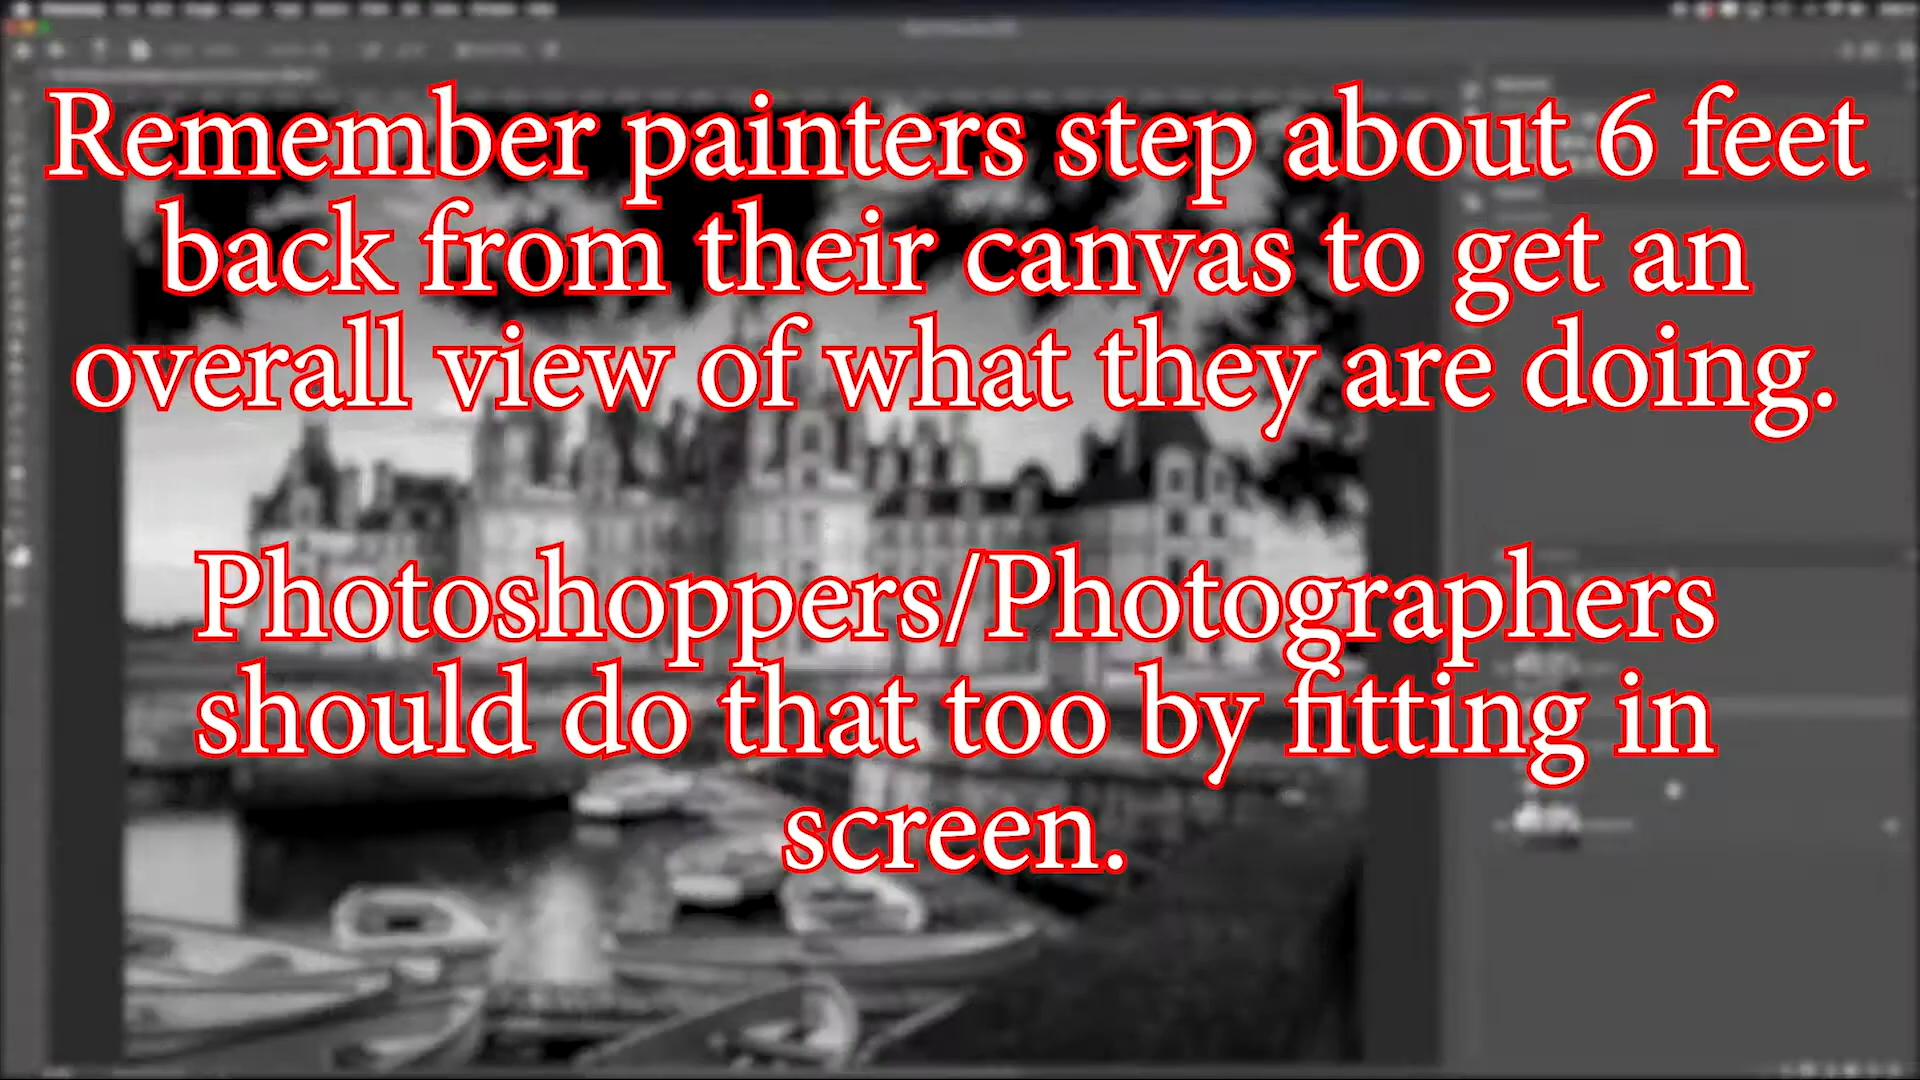 Remember painters step about 6 feet
back from their canvas to get an
overall view of what they are doing.
Photoshoppers/Photographers
should do that too by fitting in
screen.